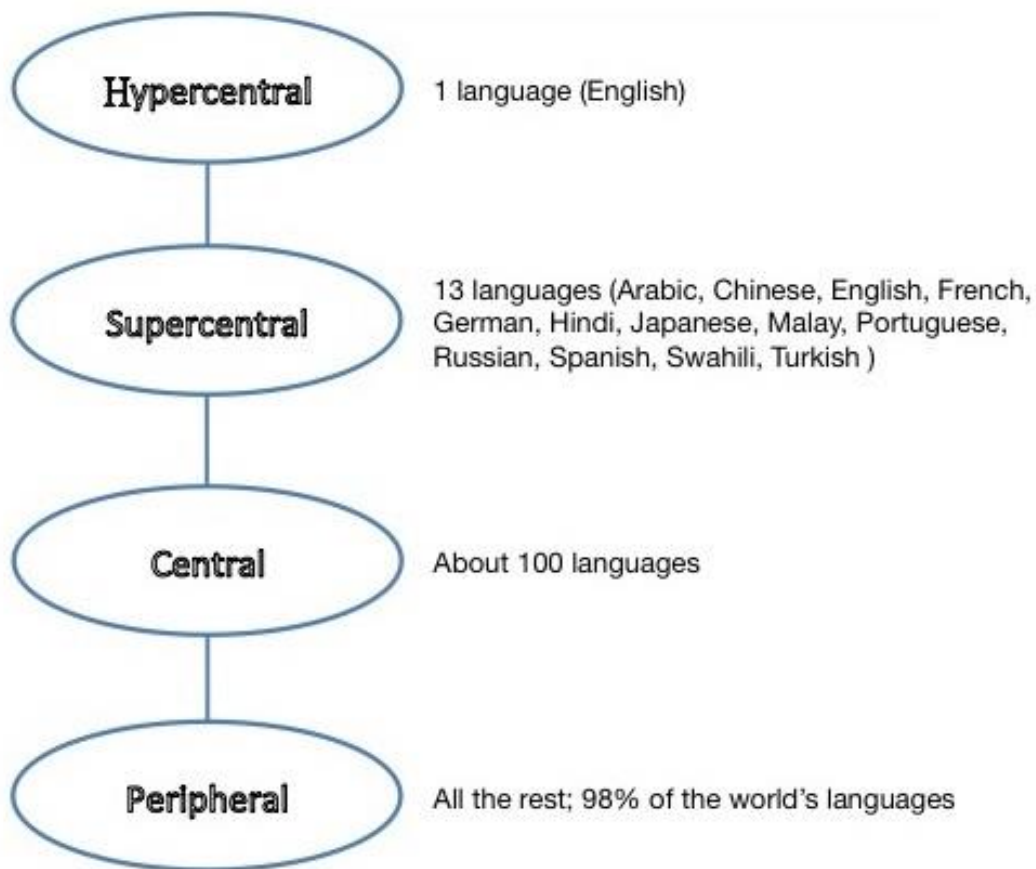 Hypercentral
1 language (English)
Supercentral
13 languages (Arabic, Chinese, English, French,
German, Hindi, Japanese, Malay, Portuguese,
Russian, Spanish, Swahili, Turkish )
Central
About 100 languages
Peripheral
All the rest; 98% of the world's languages